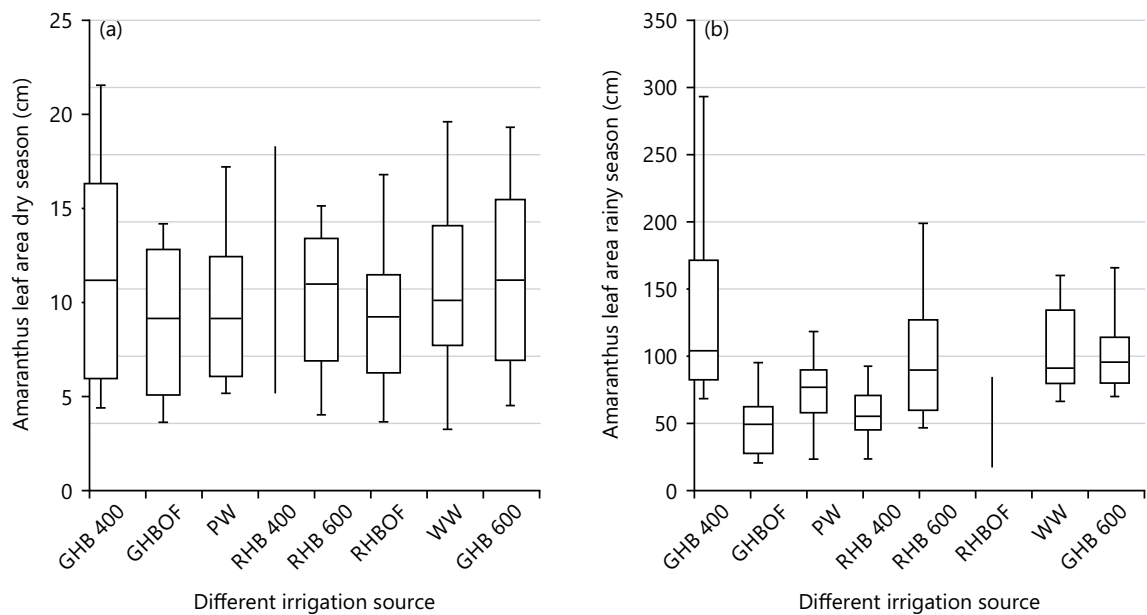 (a)
Amaranthus leaf area dry season (cm)
25
20
15
10
5
0
GHB 400
GHBOF
PW
RHB 400
RHB 600
RHBOF
WW
GHB 600
Different irrigation source
(b)
Amaranthus leaf area rainy season (cm)
350
300
250
200
150
100
50
0
GHB 400
GHBOF
PW
RHB 400
RHB 600
RHBOF
WW
GHB 600
Different irrigation source